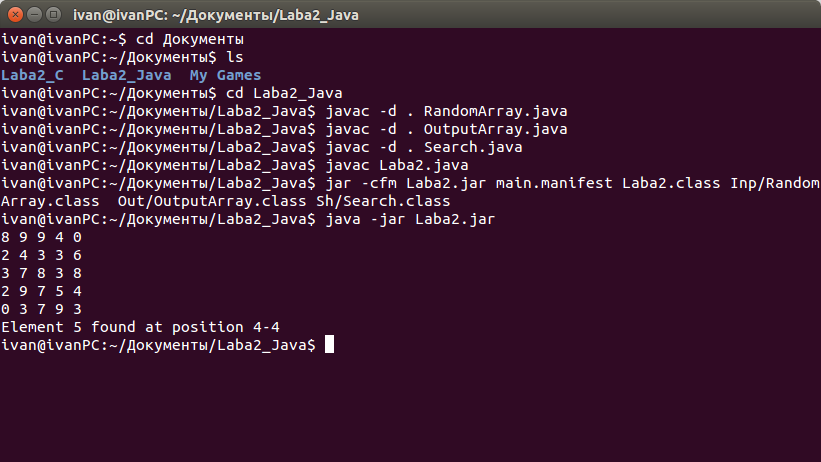 ivan@ivanPC: ~/Документы/Laba2_Java
ivan@ivanPC:~$ cd Документы
ivan@ivanPC:~/Документы$ ls
Laba2_C  Laba2_Java  My Games
ivan@ivanPC:~/Документы$ cd Laba2_Java
ivan@ivanPC:~/Документы/Laba2_Java$ javac -d . RandomArray.java
ivan@ivanPC:~/Документы/Laba2_Java$ javac -d . OutputArray.java
ivan@ivanPC:~/Документы/Laba2_Java$ javac -d . Search.java
ivan@ivanPC:~/Документы/Laba2_Java$ javac Laba2.java
ivan@ivanPC:~/Документы/Laba2_Java$ jar -cfm Laba2.jar main.manifest Laba2.class Inp/Random
Array.class  Out/OutputArray.class Sh/Search.class
ivan@ivanPC:~/Документы/Laba2_Java$ java -jar Laba2.jar
8 9 9 4 0
2 4 3 3 6
3 7 8 3 8
2 9 7 5 4
0 3 7 9 3
Element 5 found at position 4-4
ivan@ivanPC:~/Документы/Laba2_Java$